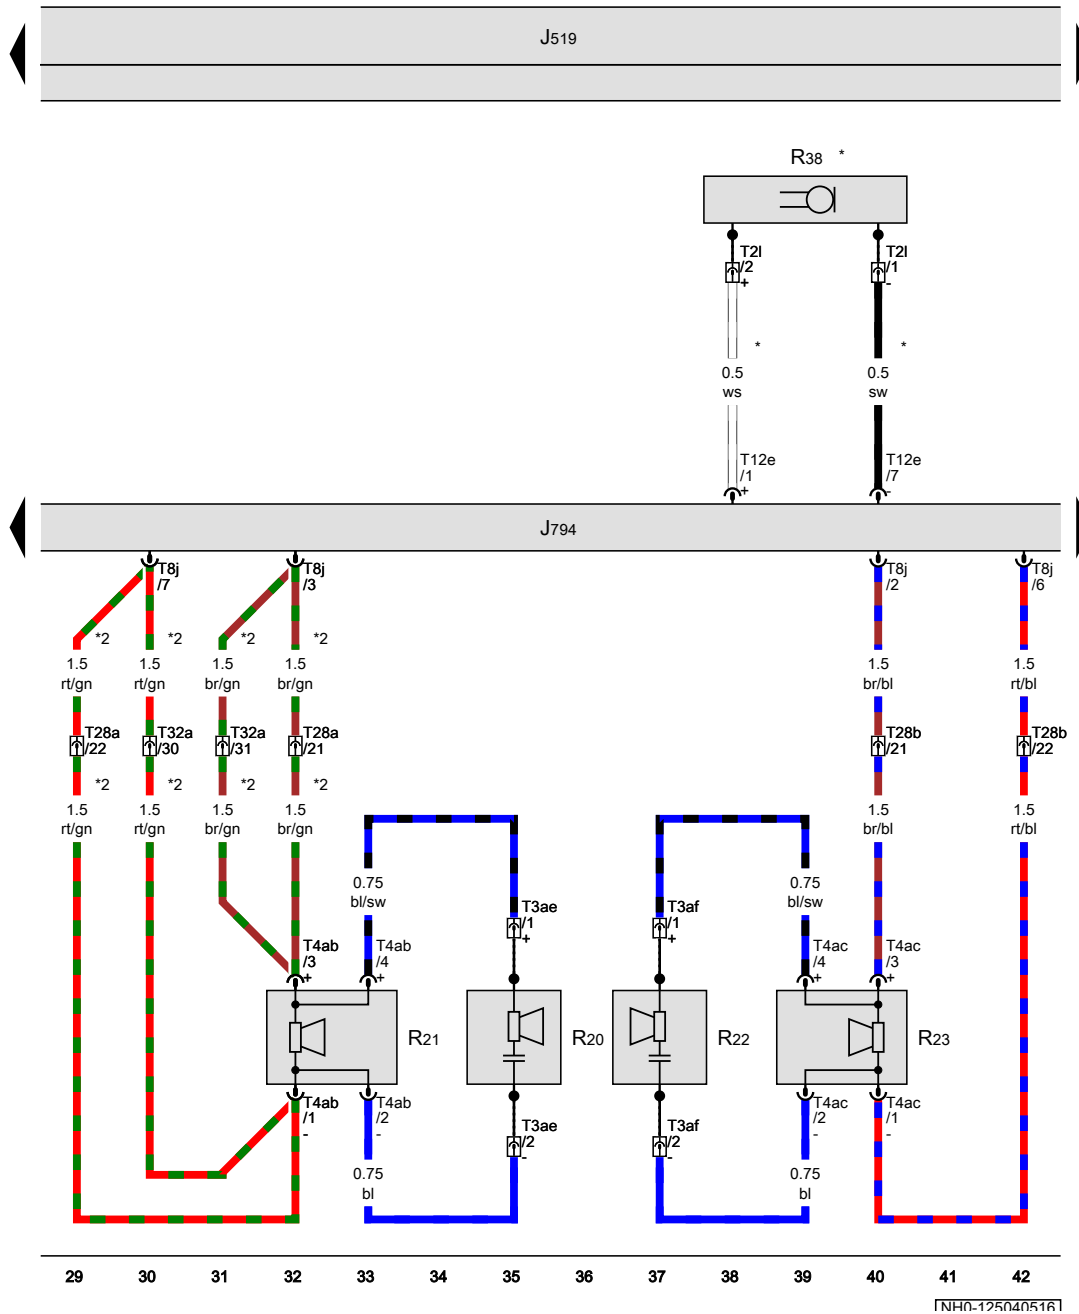 J519
R38 *
T2l
/2
+
T2l
/1
-
* *
0.5
ws
0.5
sw
T12e
/1
+
T12e
/7
-
J794
T8j
/7
T8j
/3
T8j
/2
T8j
/6
*2 *2 *2 *2
1.5
rt/gn
1.5
rt/gn
1.5
br/gn
1.5
br/gn
1.5
br/bl
1.5
rt/bl
T28a
/22
T32a
/30
T32a
/31
T28a
/21
T28b
/21
T28b
/22
*2 *2 *2 *2
1.5
rt/gn
1.5
rt/gn
1.5
br/gn
1.5
br/gn
1.5
br/bl
1.5
rt/bl
0.75
bl/sw
0.75
bl/sw
T3ae
/1
+
T3af
/1
+
T4ab
/3
+
T4ab
/4
+
T4ac
/4
+
T4ac
/3
+
R21
R20
R22
R23
T4ab
/1
-
T4ab
/2
-
T3ae
/2
-
T3af
/2
-
T4ac
/2
-
T4ac
/1
-
0.75
bl
0.75
bl
29 30 31 32 33 34 35 36 37 38 39 40 41 42
NH0-125040516